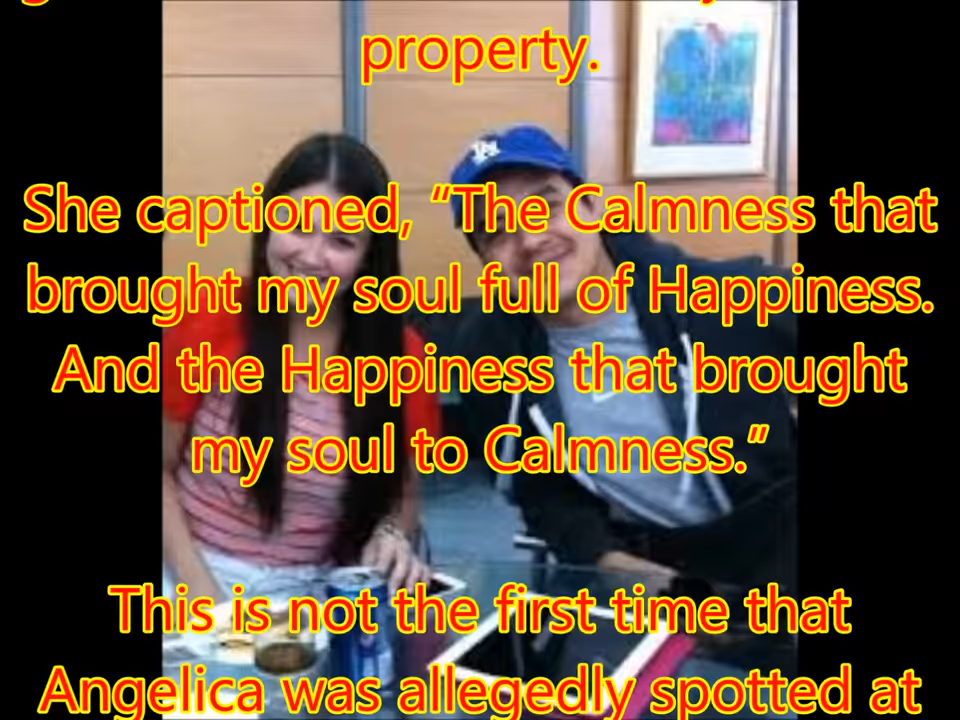 property.
She captioned, “The Calmness that
brought my soul full of Happiness.
And the Happiness that brought
my soul to Calmness.”
This is not the first time that
Angelica was allegedly spotted at